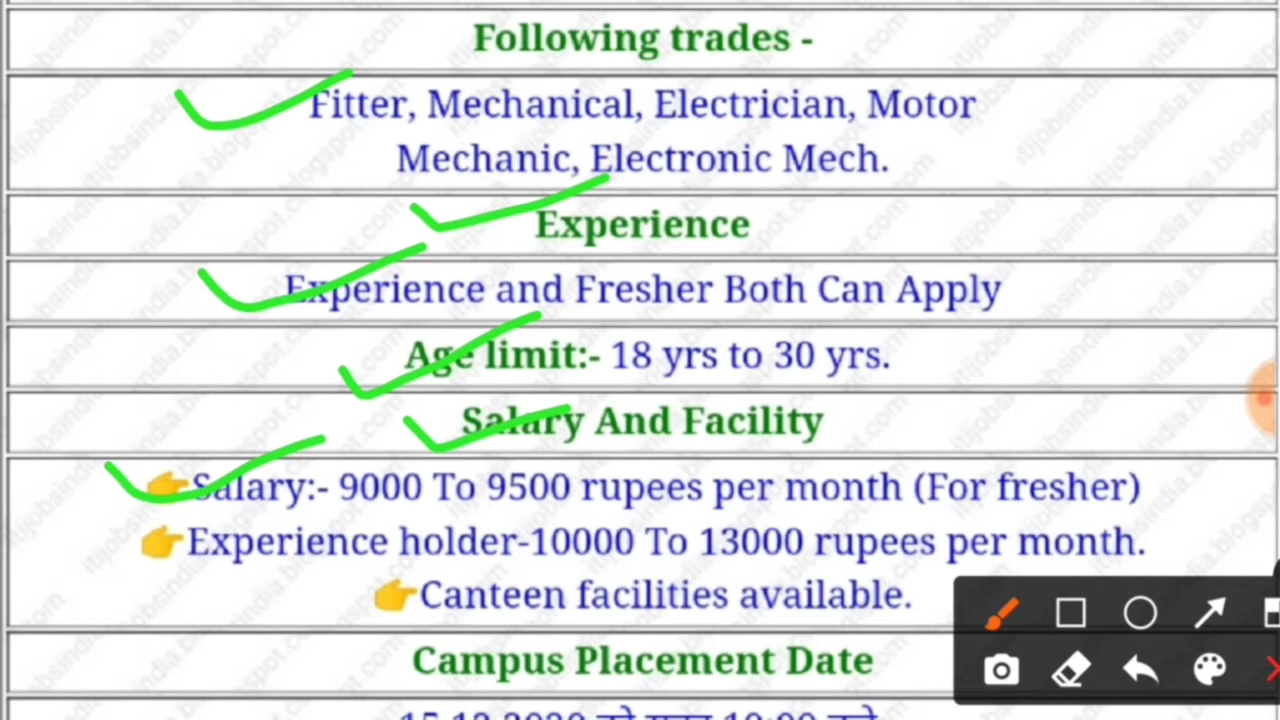 Following trades -
Fitter, Mechanical, Electrician, Motor
Mechanic, Electronic Mech.
Experience
Experience and Fresher Both Can Apply
Age limit:- 18 yrs to 30 yrs.
Salary And Facility
👉Salary:- 9000 To 9500 rupees per month (For fresher)
👉Experience holder-10000 To 13000 rupees per month.
👉Canteen facilities available.
Campus Placement Date